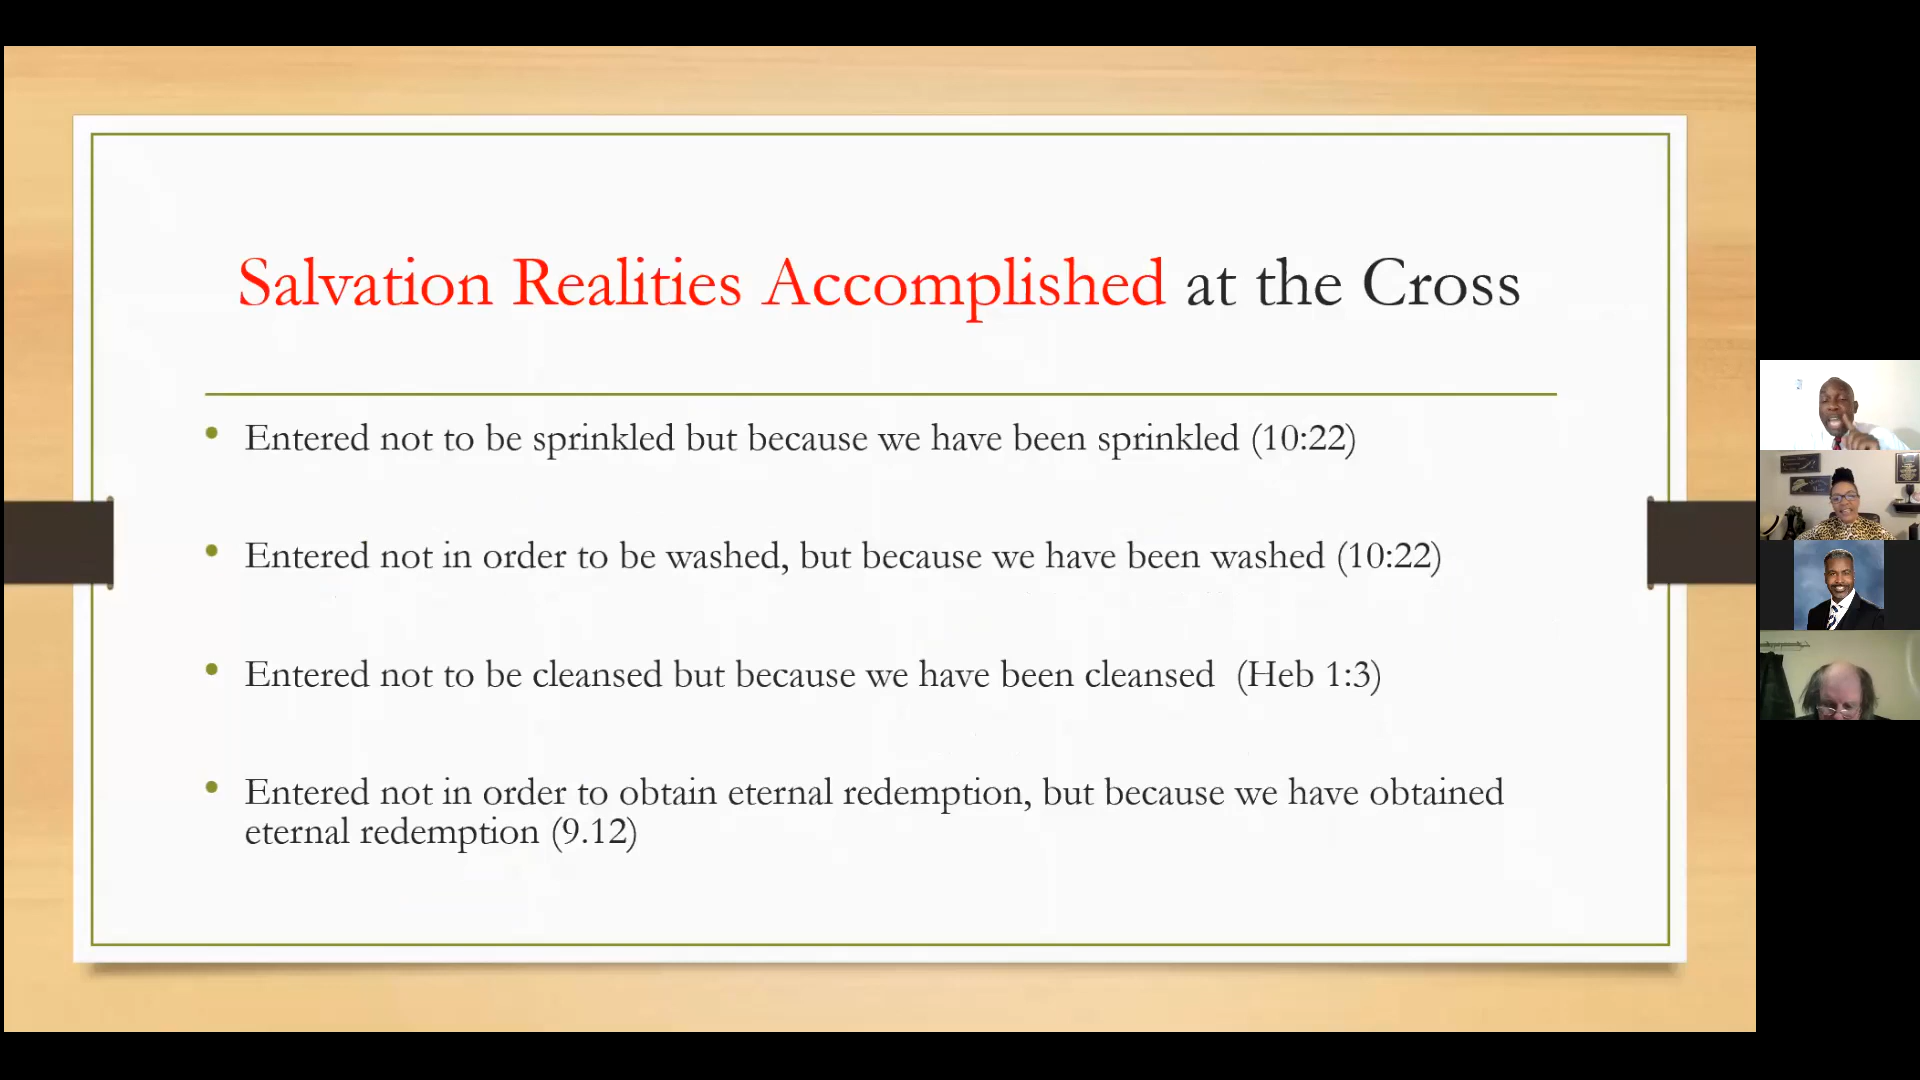 Salvation Realities Accomplished at the Cross
• Entered not to be sprinkled but because we have been sprinkled (10:22)
• Entered not in order to be washed, but because we have been washed (10:22)
• Entered not to be cleansed but because we have been cleansed  (Heb 1:3)
• Entered not in order to obtain eternal redemption, but because we have obtained
eternal redemption (9.12)